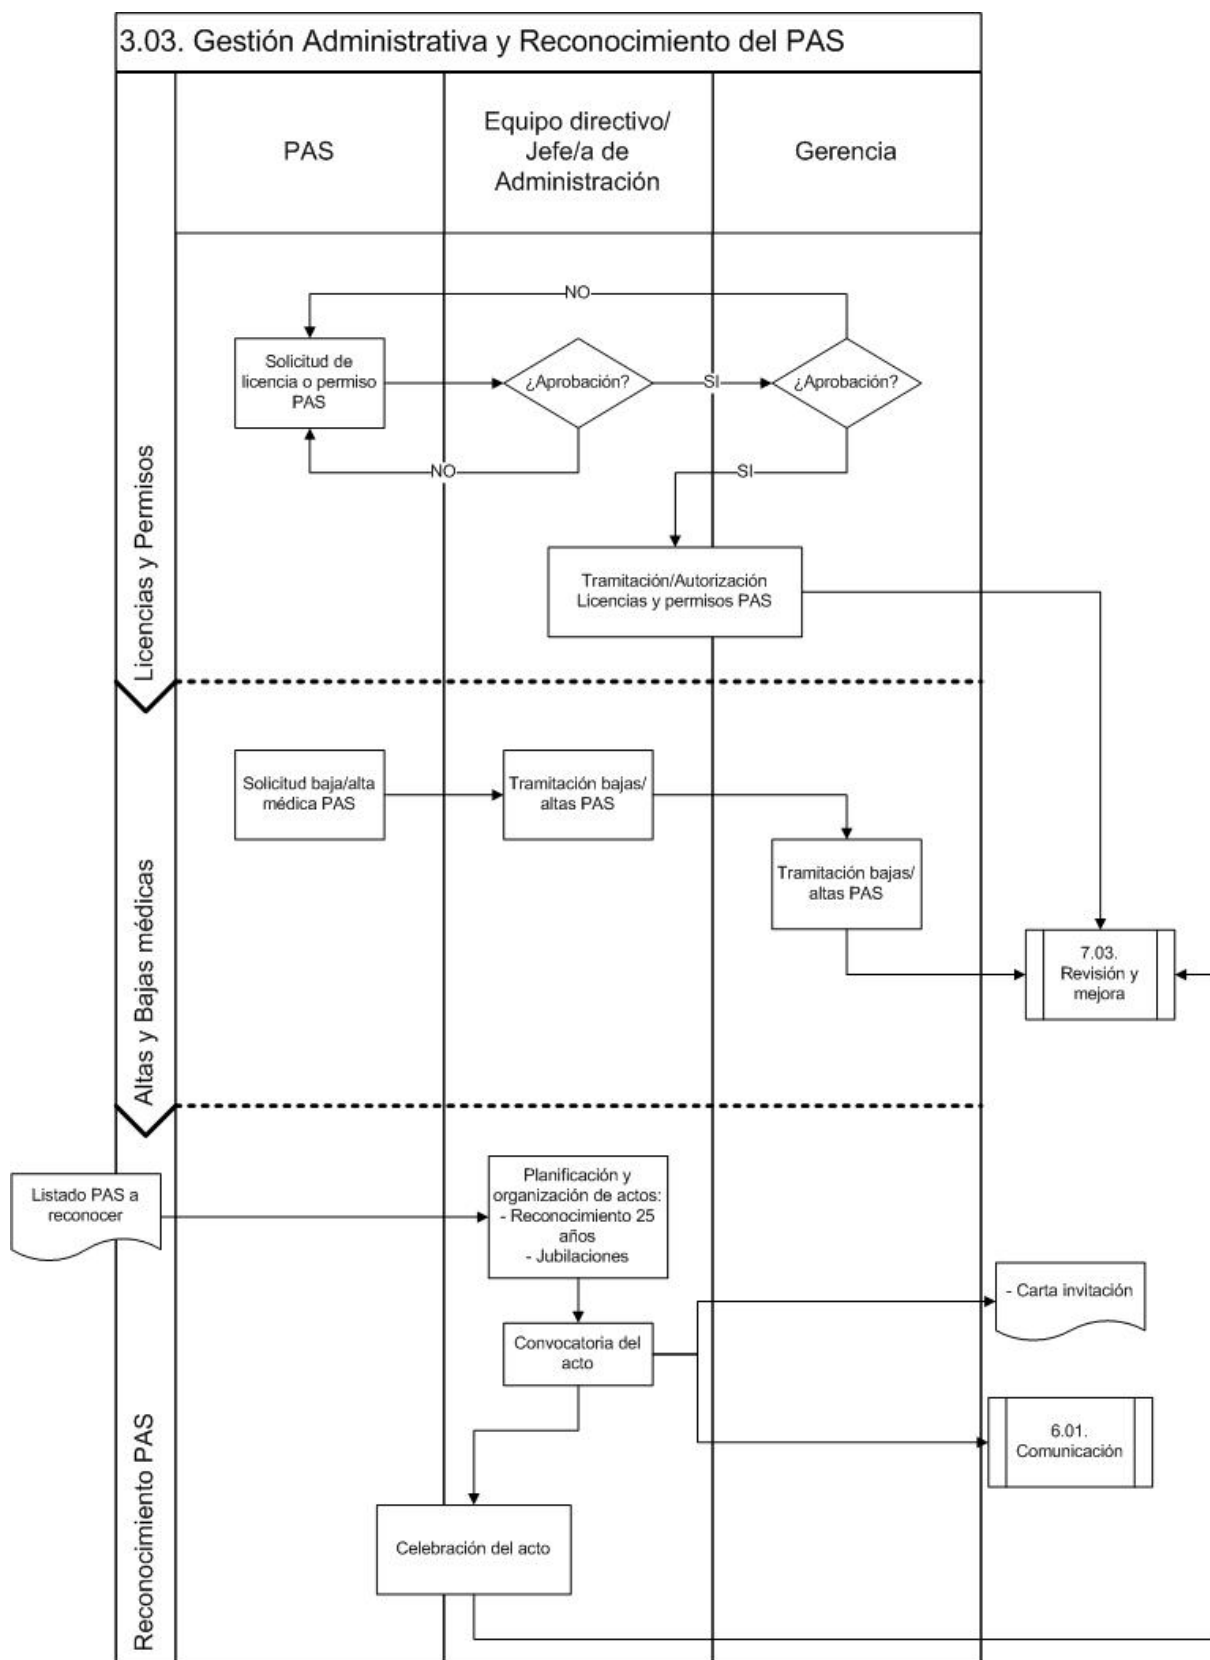 3.03. Gestión Administrativa y Reconocimiento del PAS
PAS
Equipo directivo/
Jefe/a de
Administración
Gerencia
Licencias y Permisos
NO
Solicitud de
licencia o permiso
PAS
¿Aprobación?
SI
¿Aprobación?
NO
SI
Tramitación/Autorización
Licencias y permisos PAS
Altas y Bajas médicas
Solicitud baja/alta
médica PAS
Tramitación bajas/
altas PAS
Tramitación bajas/
altas PAS
7.03.
Revisión y
mejora
Reconocimiento PAS
Listado PAS a
reconocer
Planificación y
organización de actos:
- Reconocimiento 25
años
- Jubilaciones
- Carta invitación
Convocatoria del
acto
6.01.
Comunicación
Celebración del acto